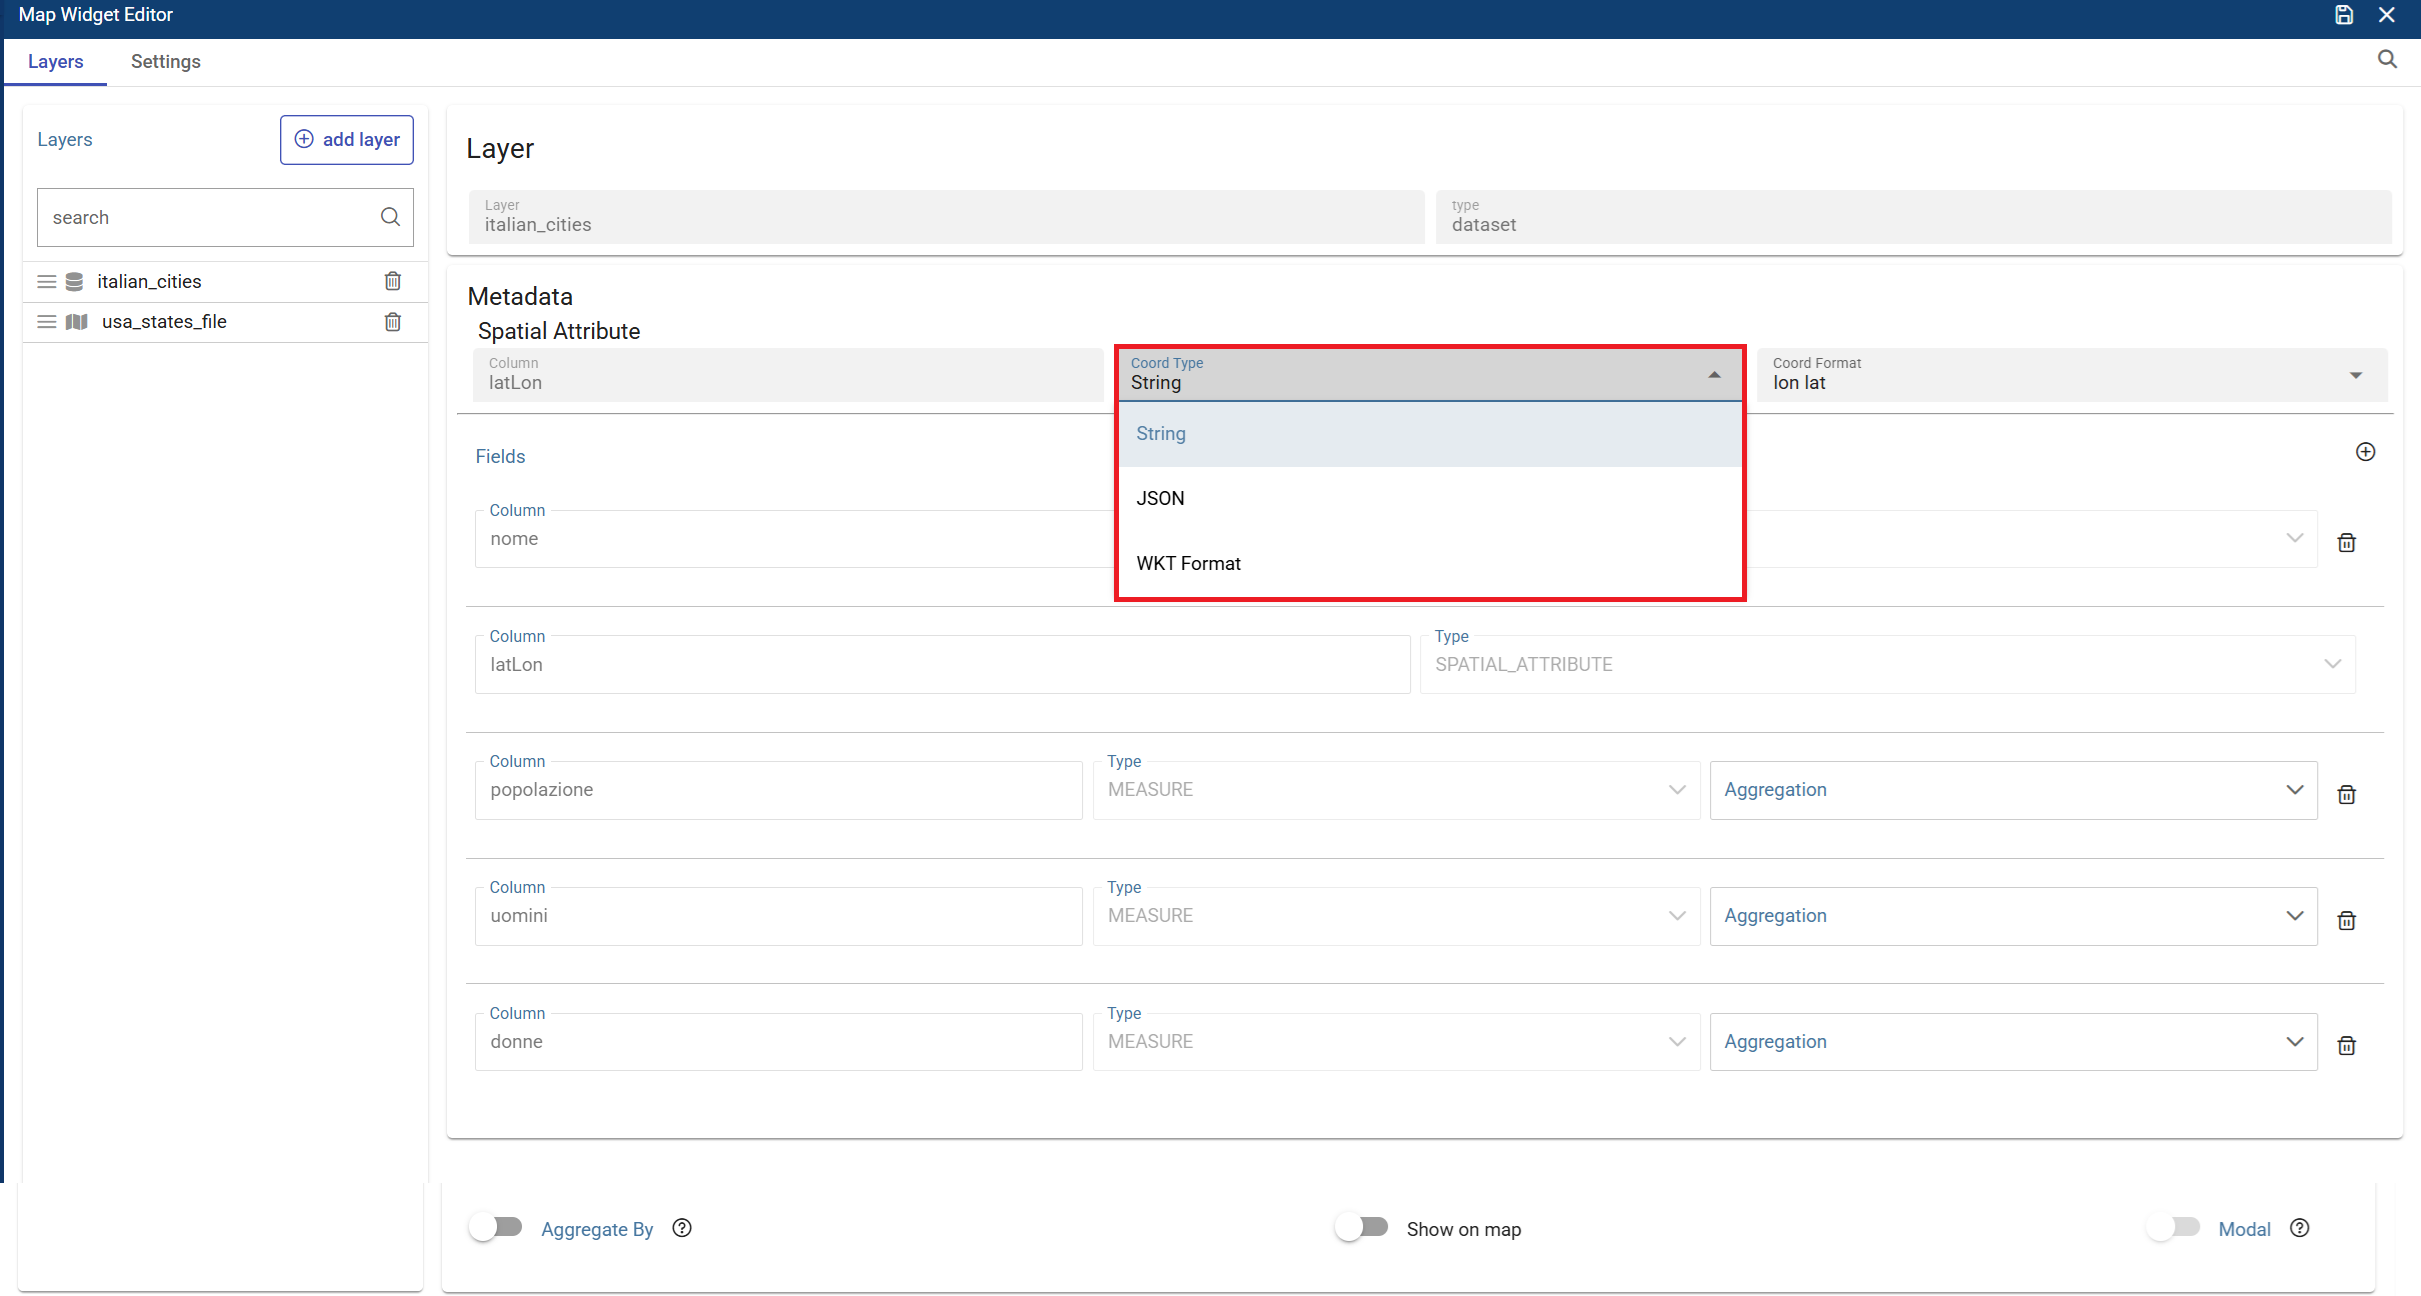 Map Widget Editor
Layers Settings
Layers
add layer
search
italian_cities
usa_states_file
Layer
Layer
italian_cities
type
dataset
Metadata
Spatial Attribute
Column
latLon
Coord Type
String
Coord Format
lon lat
String
JSON
WKT Format
Fields
Column
nome
Column
latLon
Type
SPATIAL_ATTRIBUTE
Column
popolazione
Type
MEASURE
Aggregation
Column
uomini
Type
MEASURE
Aggregation
Column
donne
Type
MEASURE
Aggregation
Aggregate By
Show on map
Modal